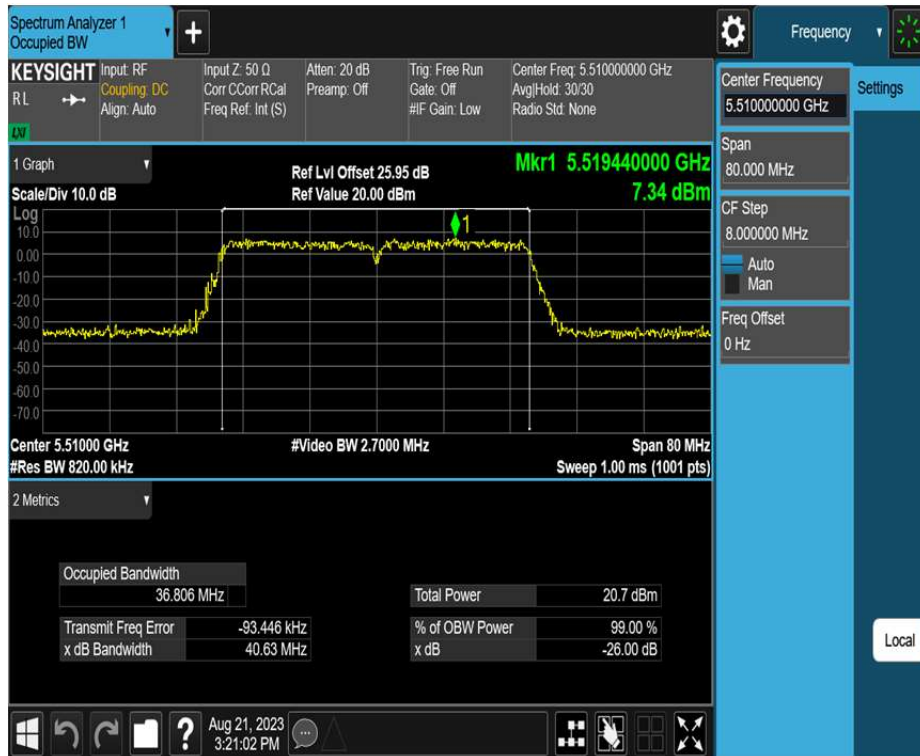 Spectrum Analyzer 1
Occupied BW
+
Frequency
KEYSIGHT
R L
LXI
Input: RF
Coupling: DC
Align: Auto
Input Z: 50 Ω
Corr CCorr RCal
Freq Ref: Int (S)
Atten: 20 dB
Preamp: Off
Trig: Free Run
Gate: Off
#IF Gain: Low
Center Freq: 5.510000000 GHz
Avg|Hold: 30/30
Radio Std: None
Center Frequency
5.510000000 GHz
Settings
Span
80.000 MHz
CF Step
8.000000 MHz
Auto
Man
Freq Offset
0 Hz
Local
1 Graph
Scale/Div 10.0 dB
Ref Lvl Offset 25.95 dB
Ref Value 20.00 dBm
Mkr1 5.519440000 GHz
7.34 dBm
Log
10.0
0.00
-10.0
-20.0
-30.0
-40.0
-50.0
-60.0
-70.0
1
Center 5.51000 GHz
#Video BW 2.7000 MHz
Span 80 MHz
#Res BW 820.00 kHz
Sweep 1.00 ms (1001 pts)
2 Metrics
Occupied Bandwidth
36.806 MHz
Total Power 20.7 dBm
Transmit Freq Error -93.446 kHz
% of OBW Power 99.00 %
x dB Bandwidth 40.63 MHz
x dB -26.00 dB
?
Aug 21, 2023
3:21:02 PM